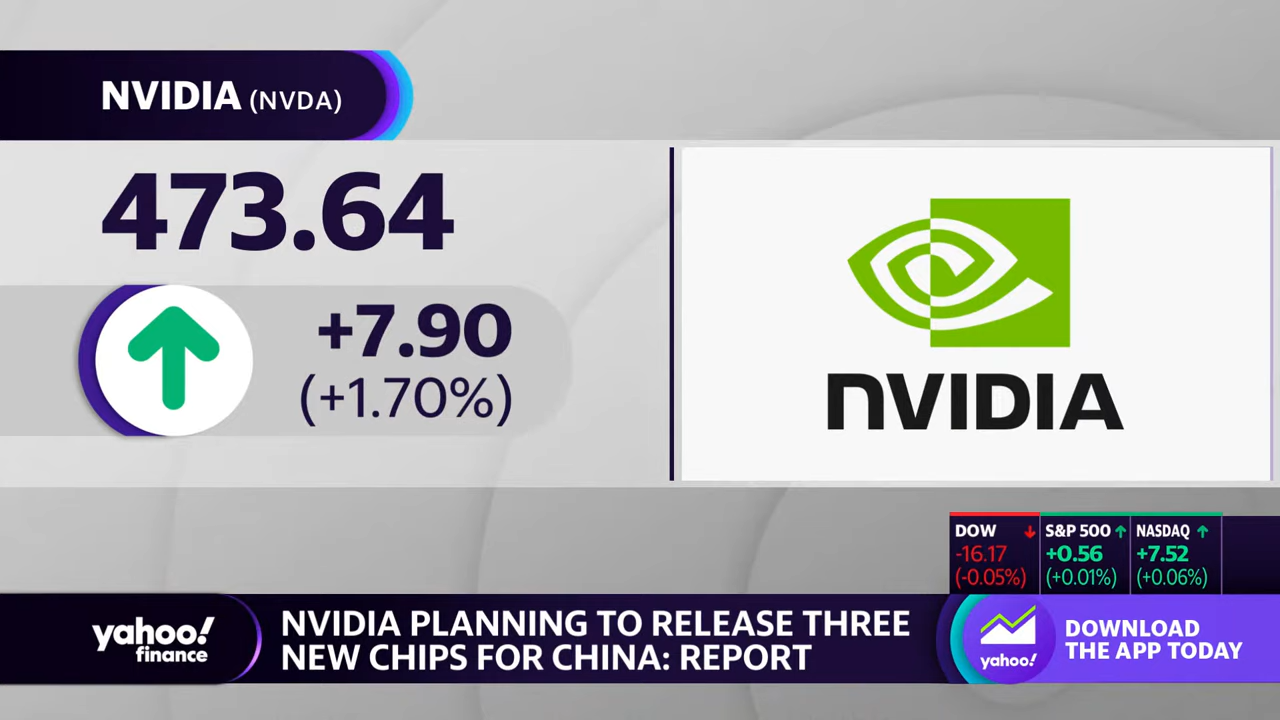 NVIDIA (NVDA)
473.64
+7.90
(+1.70%)
NVIDIA
DOW
-16.17
(-0.05%)
S&P 500
+0.56
(+0.01%)
NASDAQ
+7.52
(+0.06%)
yahoo!
finance
NVIDIA PLANNING TO RELEASE THREE
NEW CHIPS FOR CHINA: REPORT
yahoo!
DOWNLOAD
THE APP TODAY